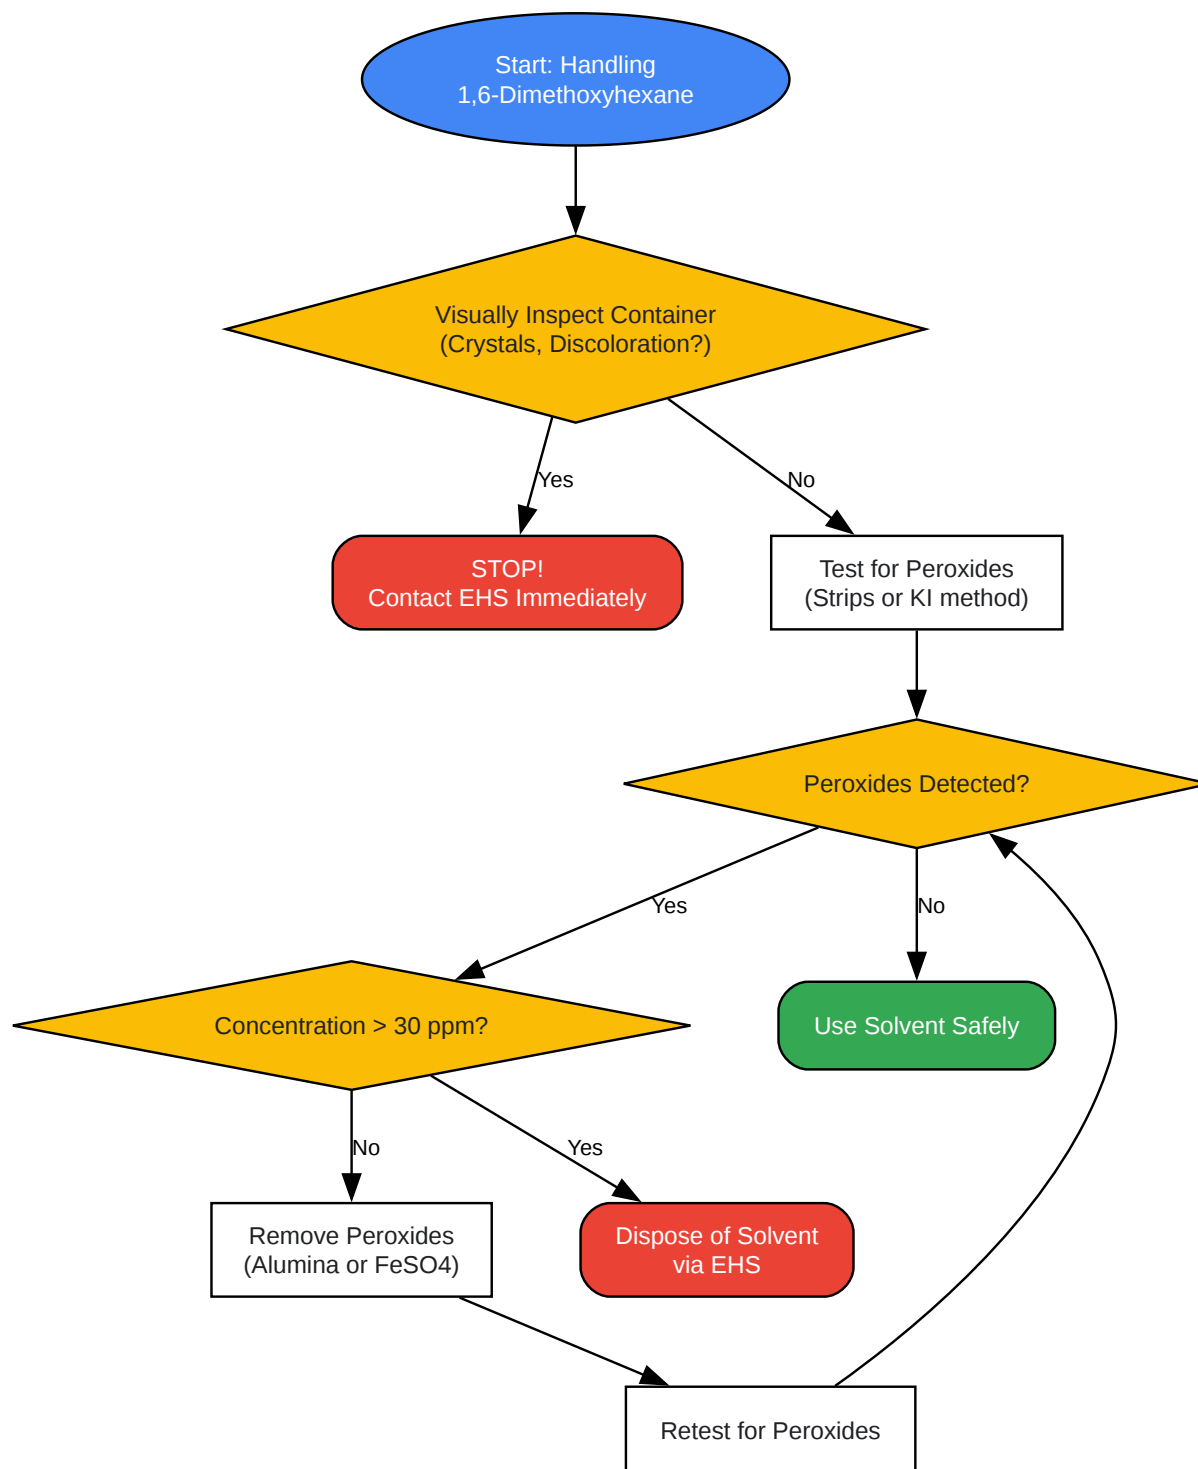 Start: Handling
1,6-Dimethoxyhexane
Visually Inspect Container
(Crystals, Discoloration?)
Yes
No
STOP!
Contact EHS Immediately
Test for Peroxides
(Strips or KI method)
Peroxides Detected?
Yes
No
Concentration > 30 ppm?
Use Solvent Safely
No
Yes
Remove Peroxides
(Alumina or FeSO4)
Dispose of Solvent
via EHS
Retest for Peroxides